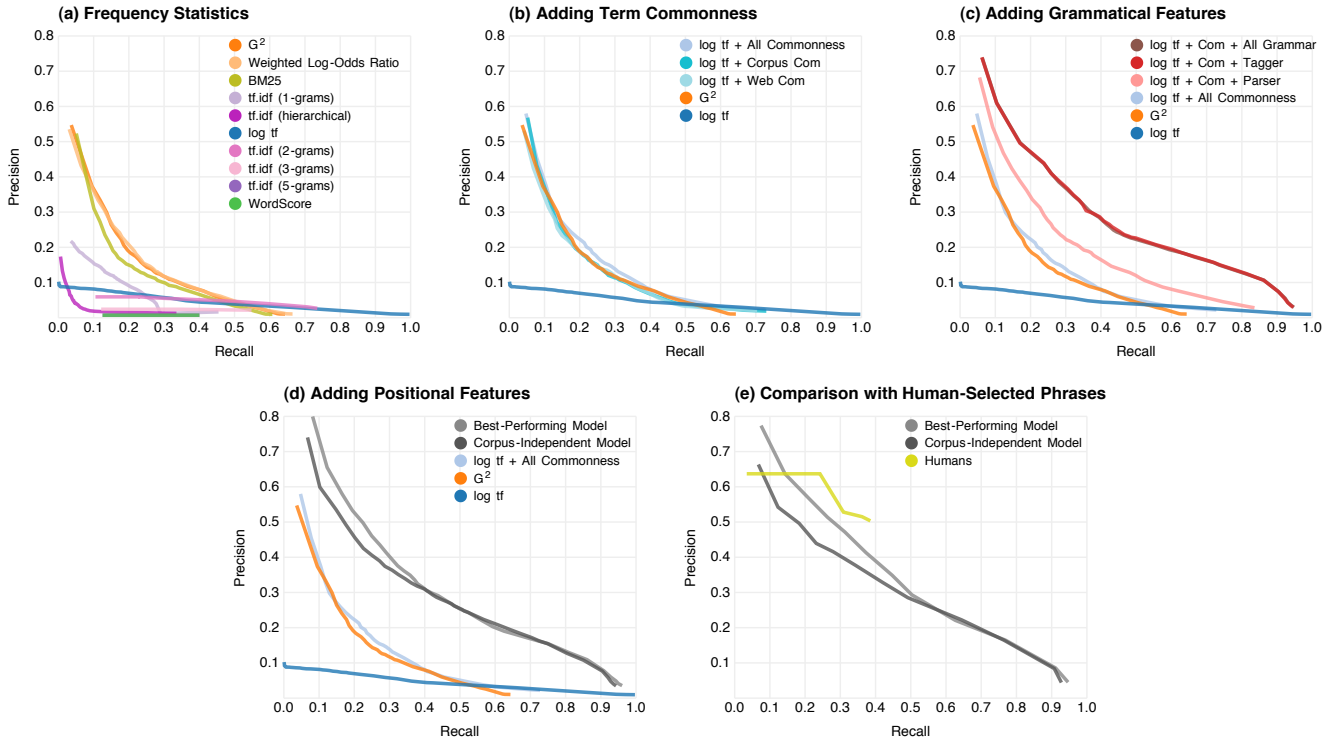 (a) Frequency Statistics
0.8
0.7
0.6
0.5
0.4
0.3
0.2
0.1
Precision
G²
Weighted Log-Odds Ratio
BM25
tf.idf (1-grams)
tf.idf (hierarchical)
log tf
tf.idf (2-grams)
tf.idf (3-grams)
tf.idf (5-grams)
WordScore
0.0 0.1 0.2 0.3 0.4 0.5 0.6 0.7 0.8 0.9 1.0
Recall
(b) Adding Term Commonness
0.8
0.7
0.6
0.5
0.4
0.3
0.2
0.1
Precision
log tf + All Commonness
log tf + Corpus Com
log tf + Web Com
G²
log tf
0.0 0.1 0.2 0.3 0.4 0.5 0.6 0.7 0.8 0.9 1.0
Recall
(c) Adding Grammatical Features
0.8
0.7
0.6
0.5
0.4
0.3
0.2
0.1
Precision
log tf + Com + All Grammar
log tf + Com + Tagger
log tf + Com + Parser
log tf + All Commonness
G²
log tf
0.0 0.1 0.2 0.3 0.4 0.5 0.6 0.7 0.8 0.9 1.0
Recall
(d) Adding Positional Features
0.8
0.7
0.6
0.5
0.4
0.3
0.2
0.1
Precision
Best-Performing Model
Corpus-Independent Model
log tf + All Commonness
G²
log tf
0.0 0.1 0.2 0.3 0.4 0.5 0.6 0.7 0.8 0.9 1.0
Recall
(e) Comparison with Human-Selected Phrases
0.8
0.7
0.6
0.5
0.4
0.3
0.2
0.1
Precision
Best-Performing Model
Corpus-Independent Model
Humans
0.0 0.1 0.2 0.3 0.4 0.5 0.6 0.7 0.8 0.9 1.0
Recall